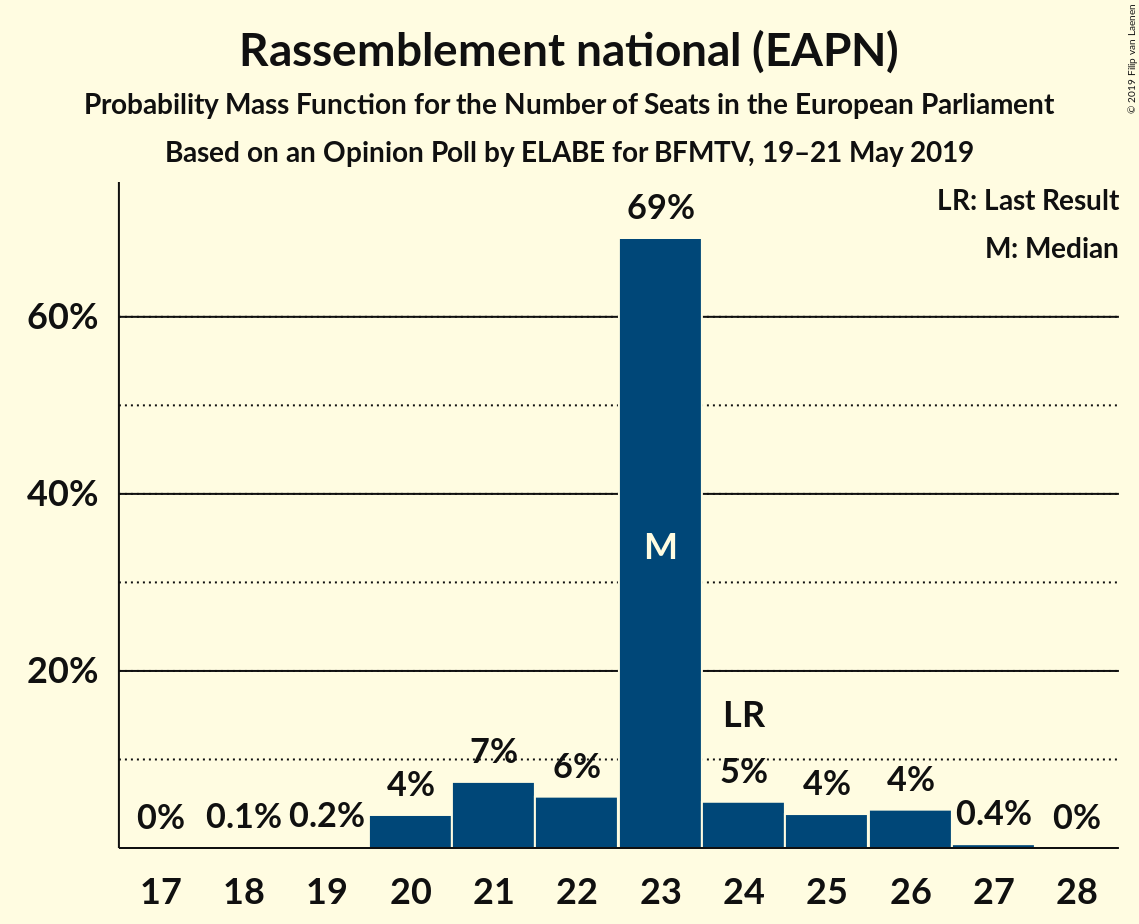 Rassemblement national (EAPN)
Probability Mass Function for the Number of Seats in the European Parliament
Based on an Opinion Poll by ELABE for BFMTV, 19–21 May 2019
© 2019 Filip van Laenen
LR: Last Result
M: Median
69%
60%
40%
M
20%
LR
7%
6%
5%
4%
4%
4%
0%
0.1%
0.2%
0.4%
0%
17 18 19 20 21 22 23 24 25 26 27 28